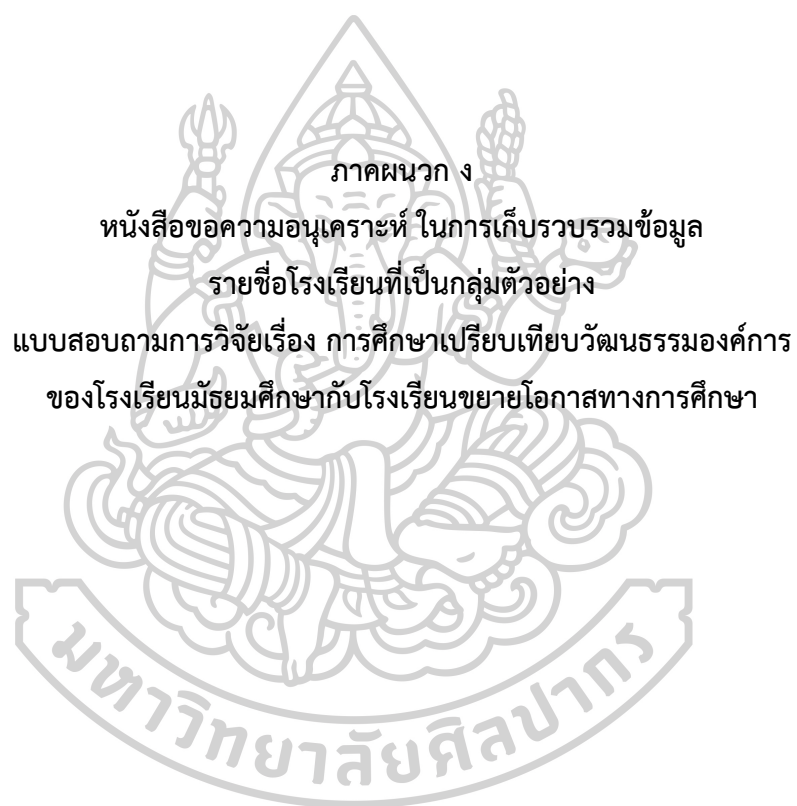 ภาคผนวก ง
หนังสือขอความอนุเคราะห์ ในการเก็บรวบรวมข้อมูล
รายชื่อโรงเรียนที่เป็นกลุ่มตัวอย่าง
แบบสอบถามการวิจัยเรื่อง การศึกษาเปรียบเทียบวัฒนธรรมองค์การ
ของโรงเรียนมัธยมศึกษากับโรงเรียนขยายโอกาสทางการศึกษา
มหาวิทยาลัยศิลปากร